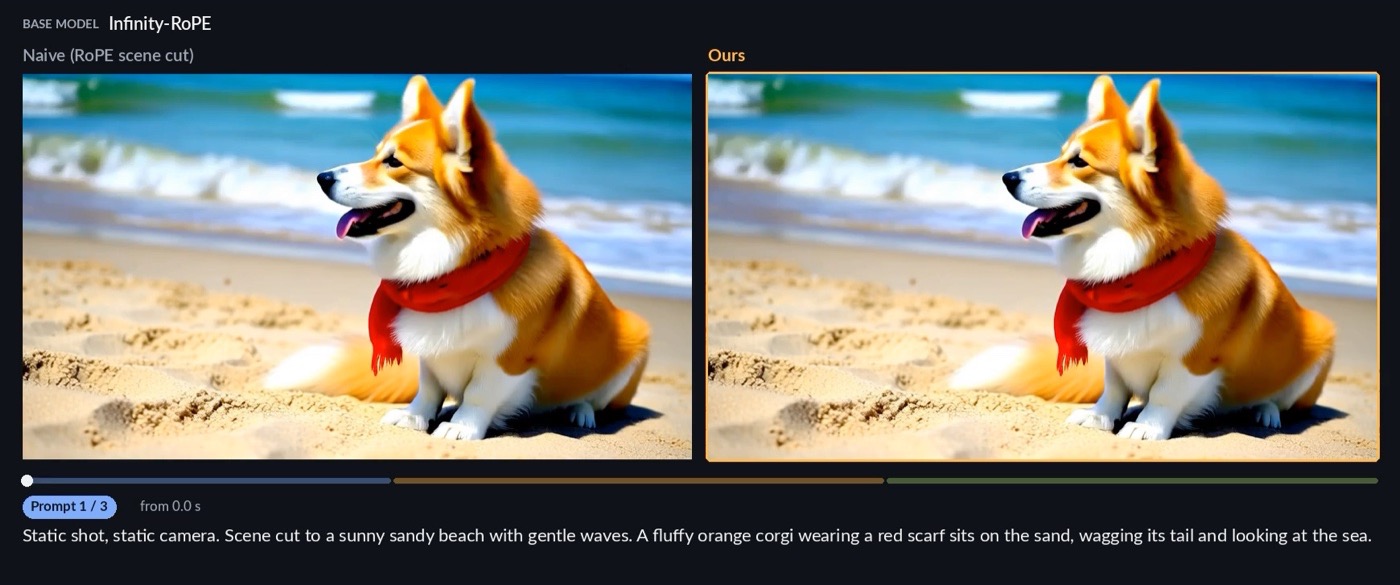 BASE MODEL Infinity-RoPE
Naive (RoPE scene cut)
Ours
Prompt 1 / 3 from 0.0 s
Static shot, static camera. Scene cut to a sunny sandy beach with gentle waves. A fluffy orange corgi wearing a red scarf sits on the sand, wagging its tail and looking at the sea.